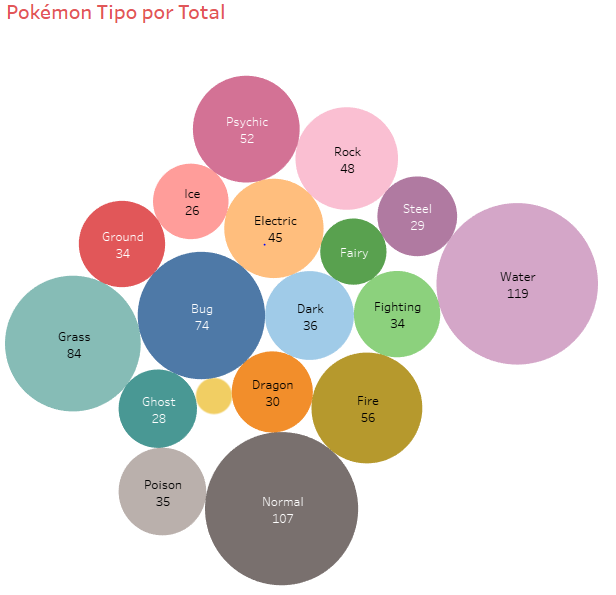 Pokémon Tipo por Total
Psychic
52
Rock
48
Ice
26
Steel
29
Electric
45
Ground
34
Fairy
Water
119
Bug
74
Dark
36
Fighting
34
Grass
84
Dragon
30
Ghost
28
Fire
56
Poison
35
Normal
107